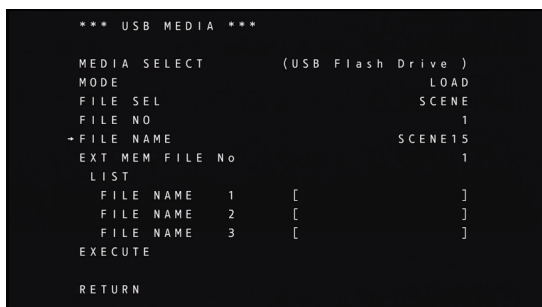 *** USB MEDIA ***
MEDIA SELECT (USB Flash Drive )
MODE LOAD
FILE SEL SCENE
FILE NO 1
→FILE NAME SCENE15
EXT MEM FILE No 1
LIST
FILE NAME 1 [ ]
FILE NAME 2 [ ]
FILE NAME 3 [ ]
EXECUTE
RETURN